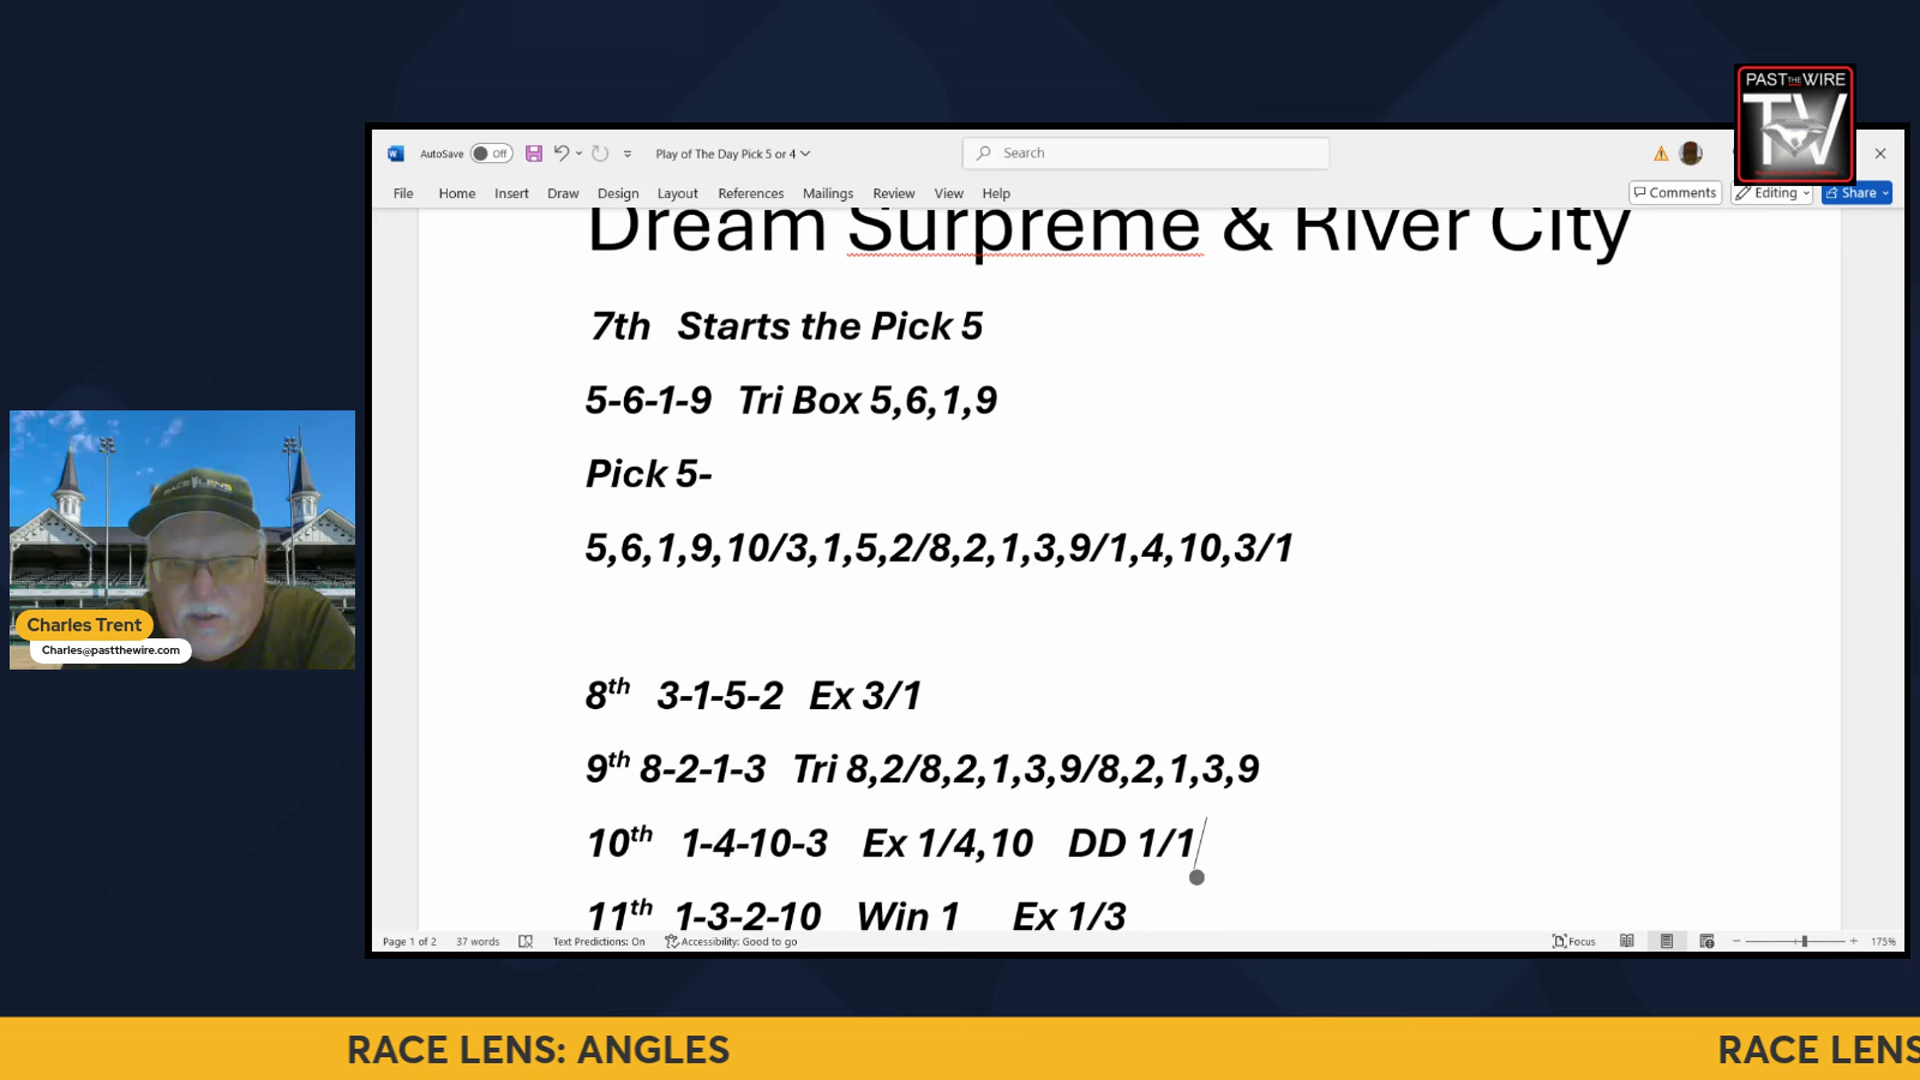 PAST THE WIRE
TV
AutoSave Off Play of The Day Pick 5 or 4 Search
File Home Insert Draw Design Layout References Mailings Review View Help Comments Editing Share
Dream Surpreme & River City
7th Starts the Pick 5
5-6-1-9 Tri Box 5,6,1,9
Pick 5-
5,6,1,9,10/3,1,5,2/8,2,1,3,9/1,4,10,3/1
8th 3-1-5-2 Ex 3/1
9th 8-2-1-3 Tri 8,2/8,2,1,3,9/8,2,1,3,9
10th 1-4-10-3 Ex 1/4,10 DD 1/1
11th 1-3-2-10 Win 1 Ex 1/3
Page 1 of 2 37 words Text Predictions: On Accessibility: Good to go Focus 175%
RACE LENS
Charles Trent
Charles@pastthewire.com
RACE LENS: ANGLES RACE LENS